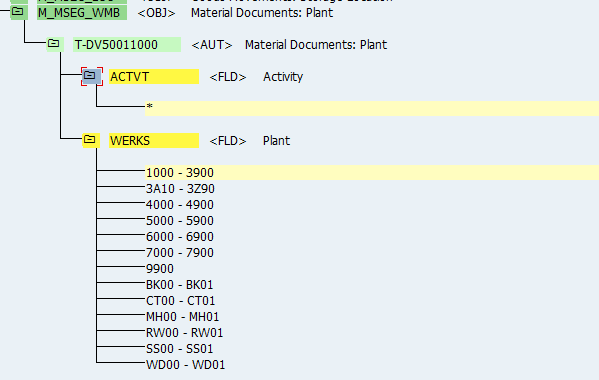 M_MSEG_WMB <OBJ> Material Documents: Plant
T-DV50011000 <AUT> Material Documents: Plant
ACTVT <FLD> Activity
*
WERKS <FLD> Plant
1000 - 3900
3A10 - 3Z90
4000 - 4900
5000 - 5900
6000 - 6900
7000 - 7900
9900
BK00 - BK01
CT00 - CT01
MH00 - MH01
RW00 - RW01
SS00 - SS01
WD00 - WD01